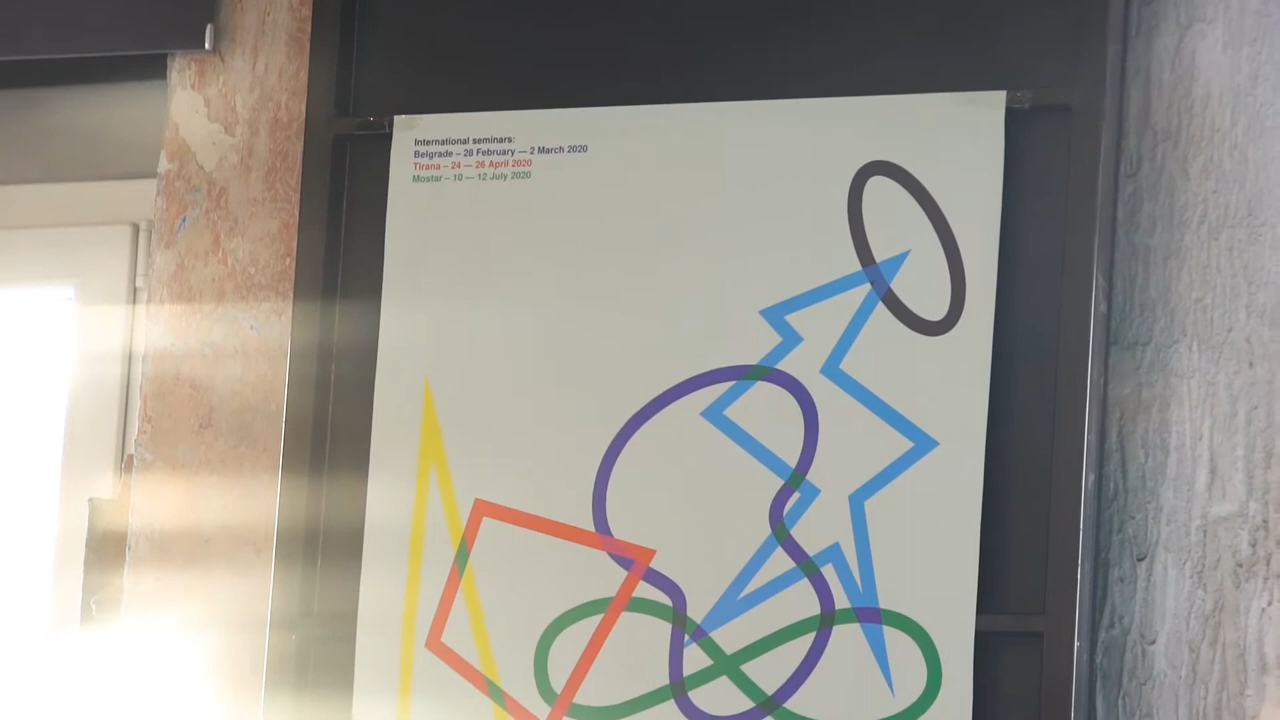 International seminars:
Belgrade – 28 February — 2 March 2020
Tirana – 24 — 26 April 2020
Mostar – 10 — 12 July 2020